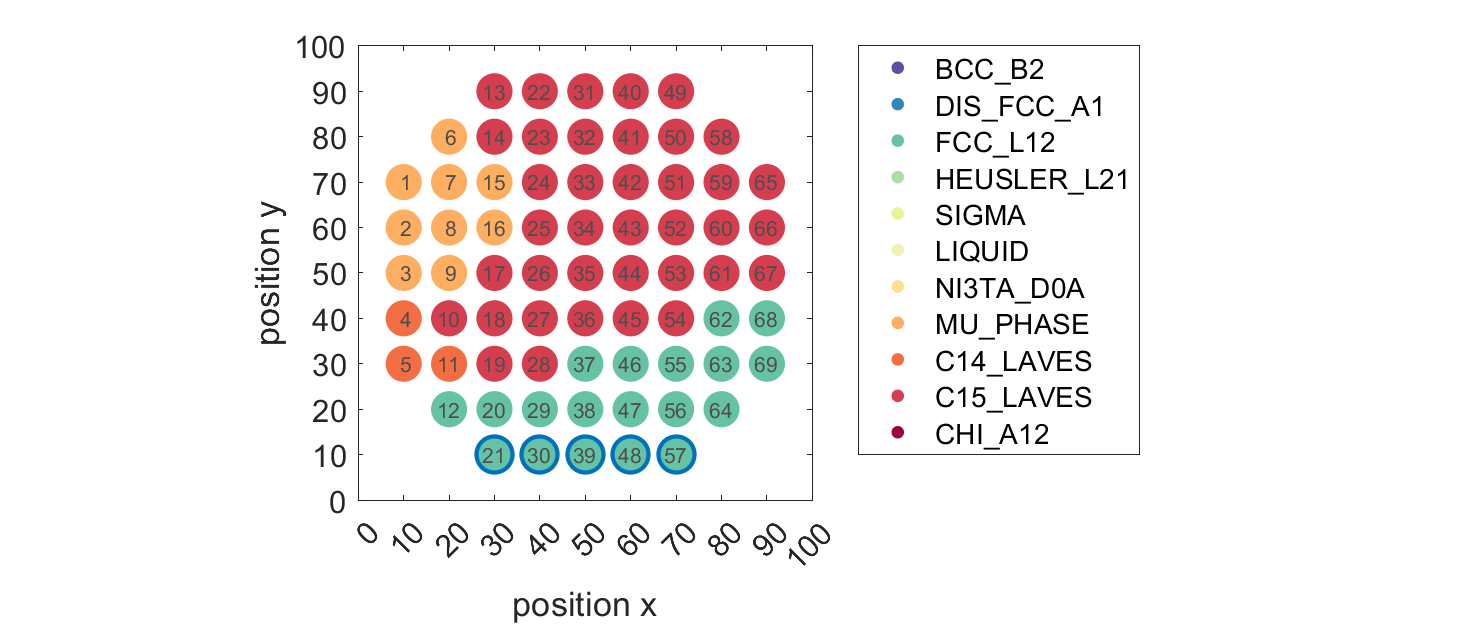 100
90 13 22 31 40 49
80 6 14 23 32 41 50 58
70 1 7 15 24 33 42 51 59 65
60 2 8 16 25 34 43 52 60 66
50 3 9 17 26 35 44 53 61 67
40 4 10 18 27 36 45 54 62 68
30 5 11 19 28 37 46 55 63 69
20 12 20 29 38 47 56 64
10 21 30 39 48 57
0
0 10 20 30 40 50 60 70 80 90 100
position x
position y
BCC_B2
DIS_FCC_A1
FCC_L12
HEUSLER_L21
SIGMA
LIQUID
NI3TA_D0A
MU_PHASE
C14_LAVES
C15_LAVES
CHI_A12